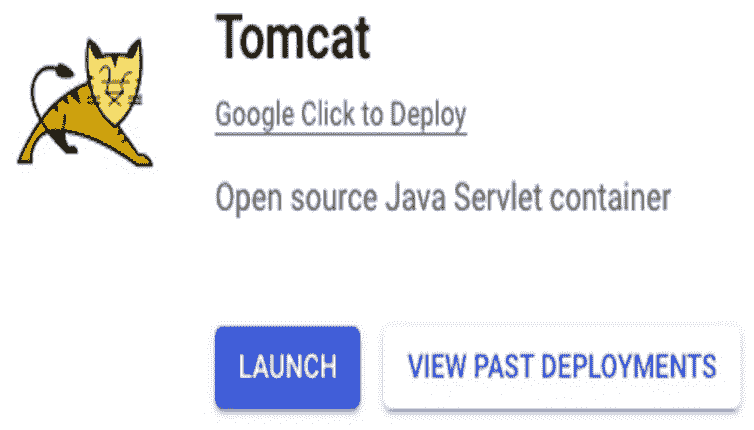 Tomcat
Google Click to Deploy
Open source Java Servlet container
LAUNCH
VIEW PAST DEPLOYMENTS